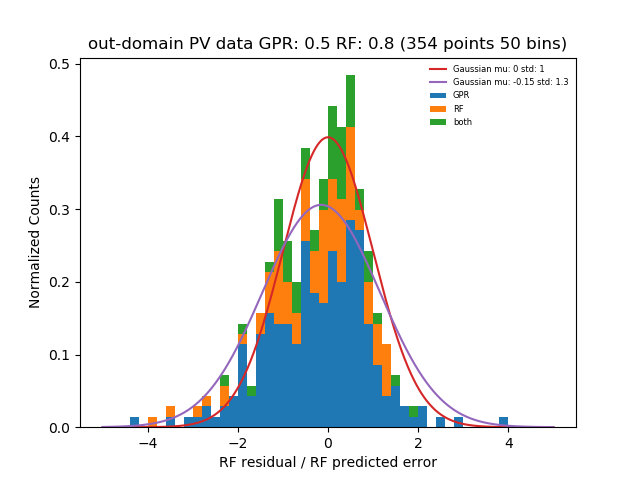 out-domain PV data GPR: 0.5 RF: 0.8 (354 points 50 bins)
Gaussian mu: 0 std: 1
Gaussian mu: -0.15 std: 1.3
GPR
RF
both
Normalized Counts
0.5
0.4
0.3
0.2
0.1
0.0
−4
−2
0
2
4
RF residual / RF predicted error